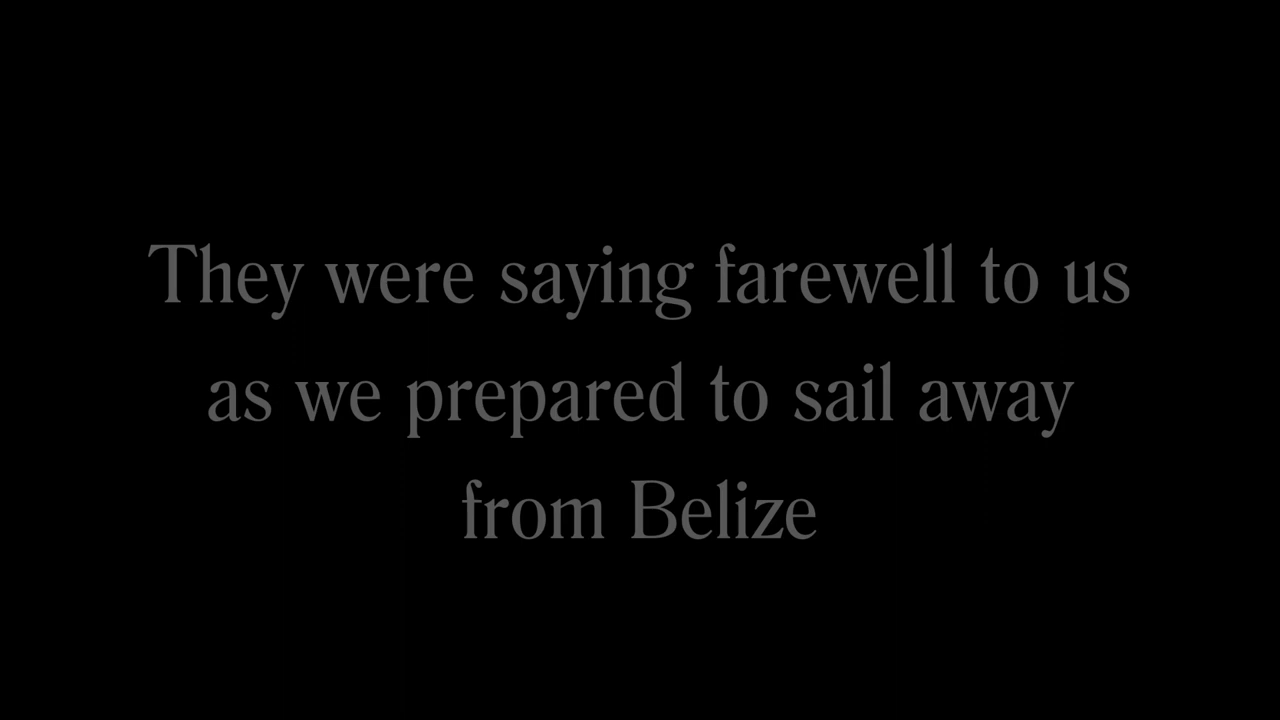 They were saying farewell to us
as we prepared to sail away
from Belize